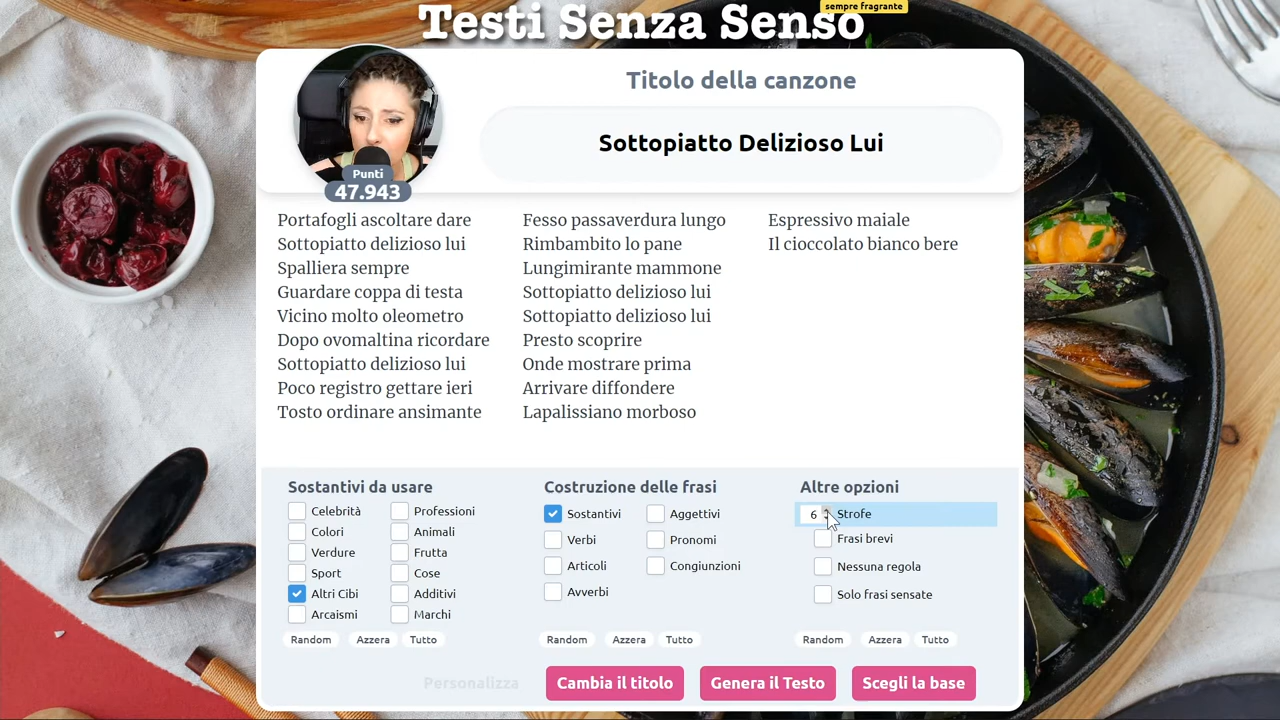 sempre fragrante
Testi Senza Senso
Titolo della canzone
Sottopiatto Delizioso Lui
Punti
47.943
Portafogli ascoltare dare
Sottopiatto delizioso lui
Spalliera sempre
Guardare coppa di testa
Vicino molto oleometro
Dopo ovomaltina ricordare
Sottopiatto delizioso lui
Poco registro gettare ieri
Tosto ordinare ansimante
Fesso passaverdura lungo
Rimbambito lo pane
Lungimirante mammone
Sottopiatto delizioso lui
Sottopiatto delizioso lui
Presto scoprire
Onde mostrare prima
Arrivare diffondere
Lapalissiano morboso
Espressivo maiale
Il cioccolato bianco bere
Sostantivi da usare
Celebrità
Professioni
Colori
Animali
Verdure
Frutta
Sport
Cose
Altri Cibi
Additivi
Arcaismi
Marchi
Random
Azzera
Tutto
Costruzione delle frasi
Sostantivi
Aggettivi
Verbi
Pronomi
Articoli
Congiunzioni
Avverbi
Random
Azzera
Tutto
Altre opzioni
6 Strofe
Frasi brevi
Nessuna regola
Solo frasi sensate
Random
Azzera
Tutto
Personalizza
Cambia il titolo
Genera il Testo
Scegli la base